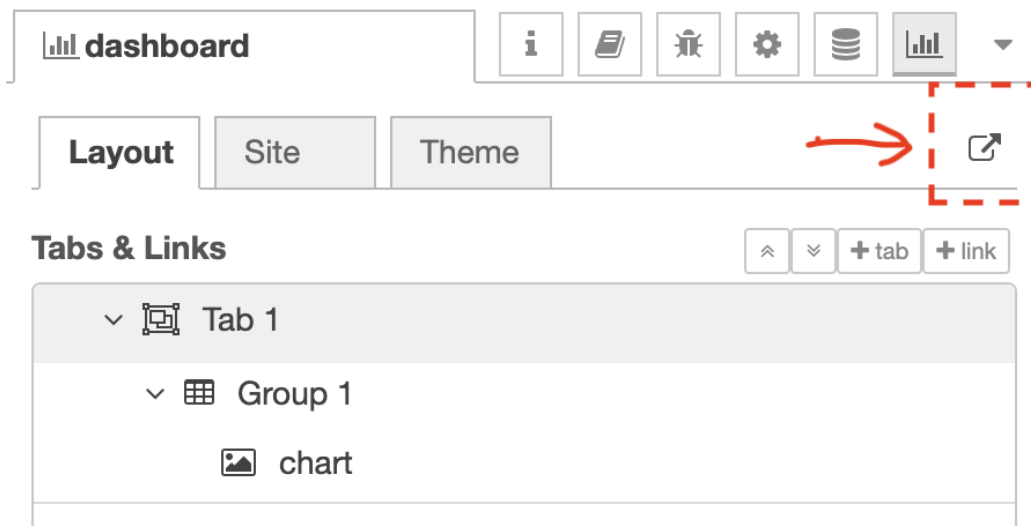 dashboard
Layout Site Theme
Tabs & Links
+ tab + link
Tab 1
Group 1
chart